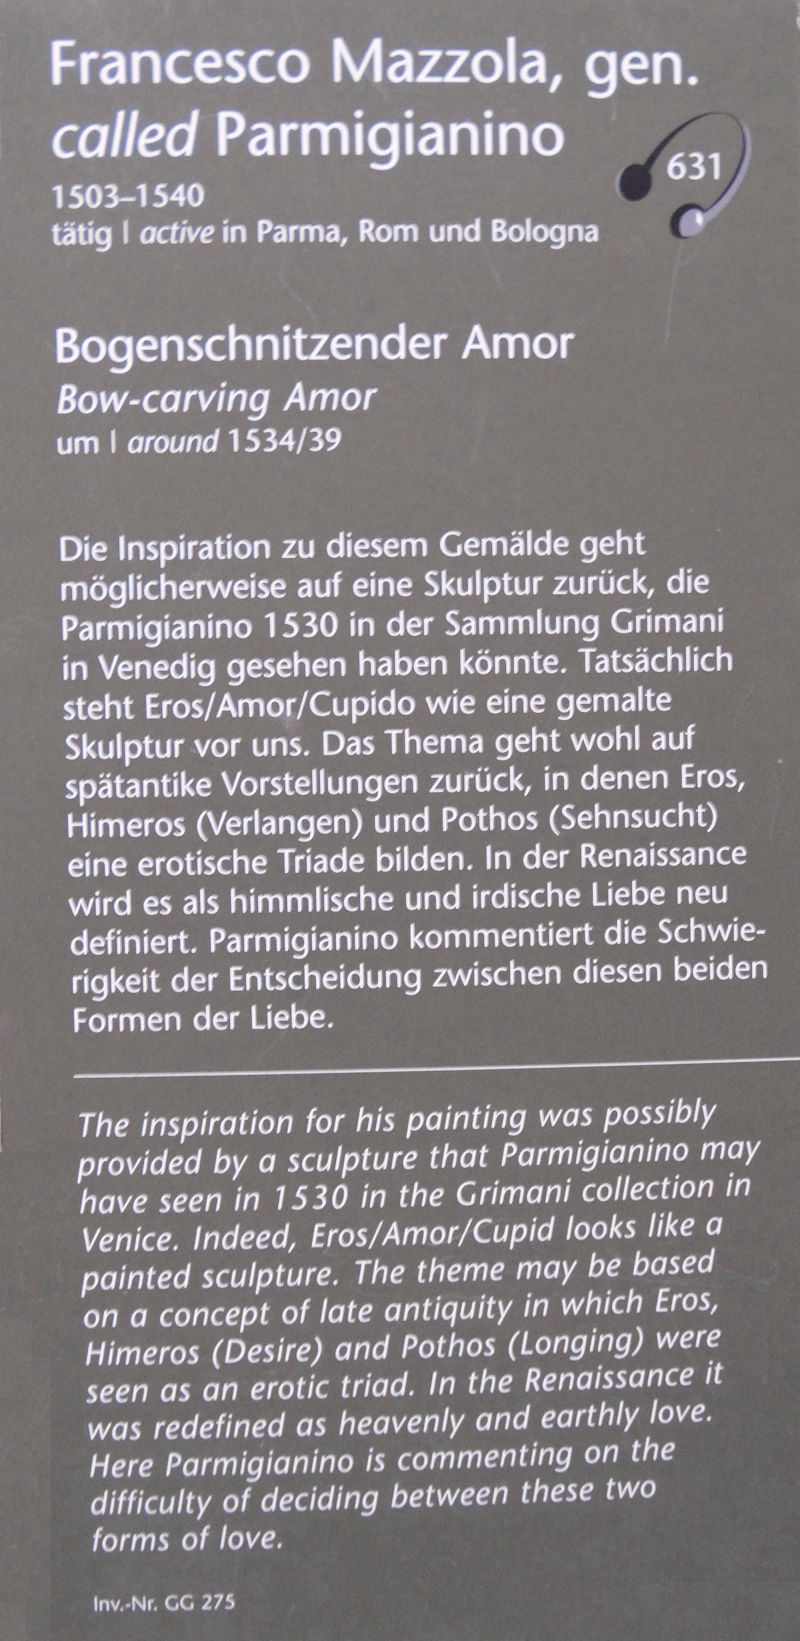 Francesco Mazzola, gen.
called Parmigianino
631
1503–1540
tätig | active in Parma, Rom und Bologna
Bogenschnitzender Amor
Bow-carving Amor
um | around 1534/39
Die Inspiration zu diesem Gemälde geht
möglicherweise auf eine Skulptur zurück, die
Parmigianino 1530 in der Sammlung Grimani
in Venedig gesehen haben könnte. Tatsächlich
steht Eros/Amor/Cupido wie eine gemalte
Skulptur vor uns. Das Thema geht wohl auf
spätantike Vorstellungen zurück, in denen Eros,
Himeros (Verlangen) und Pothos (Sehnsucht)
eine erotische Triade bilden. In der Renaissance
wird es als himmlische und irdische Liebe neu
definiert. Parmigianino kommentiert die Schwie-
rigkeit der Entscheidung zwischen diesen beiden
Formen der Liebe.
The inspiration for his painting was possibly
provided by a sculpture that Parmigianino may
have seen in 1530 in the Grimani collection in
Venice. Indeed, Eros/Amor/Cupid looks like a
painted sculpture. The theme may be based
on a concept of late antiquity in which Eros,
Himeros (Desire) and Pothos (Longing) were
seen as an erotic triad. In the Renaissance it
was redefined as heavenly and earthly love.
Here Parmigianino is commenting on the
difficulty of deciding between these two
forms of love.
Inv.-Nr. GG 275